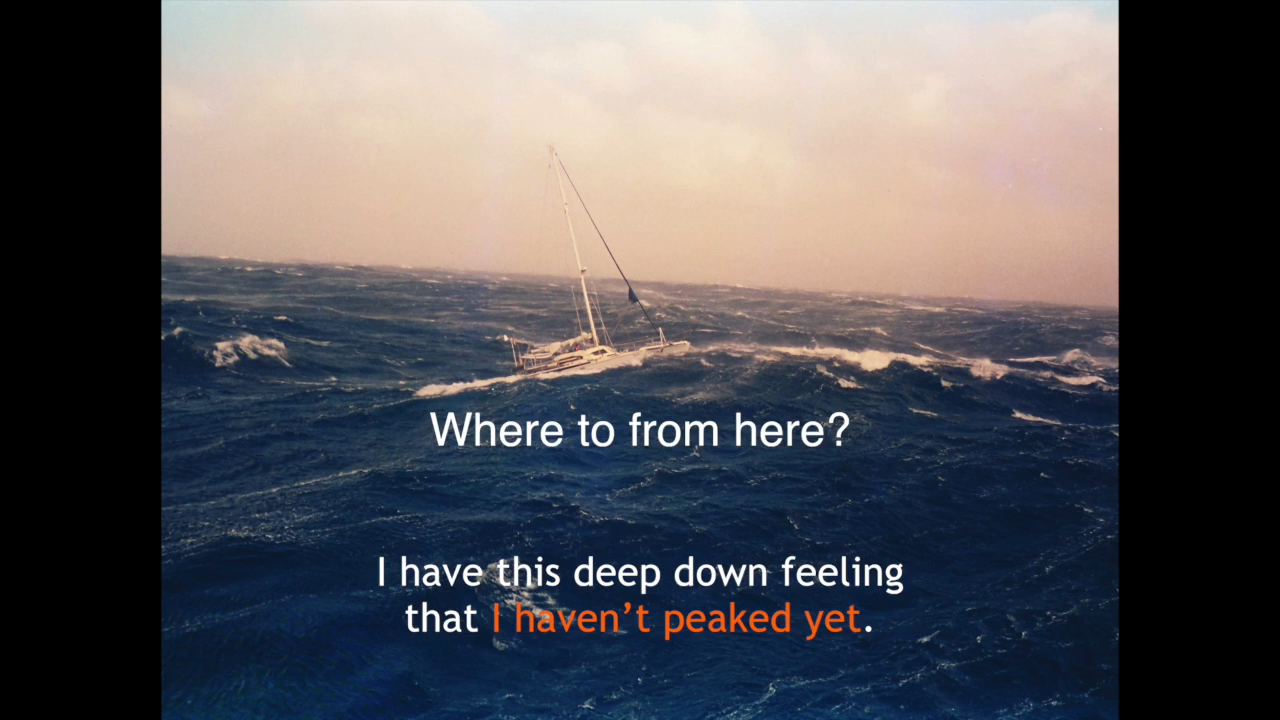 Where to from here?
I have this deep down feeling
that I haven’t peaked yet.